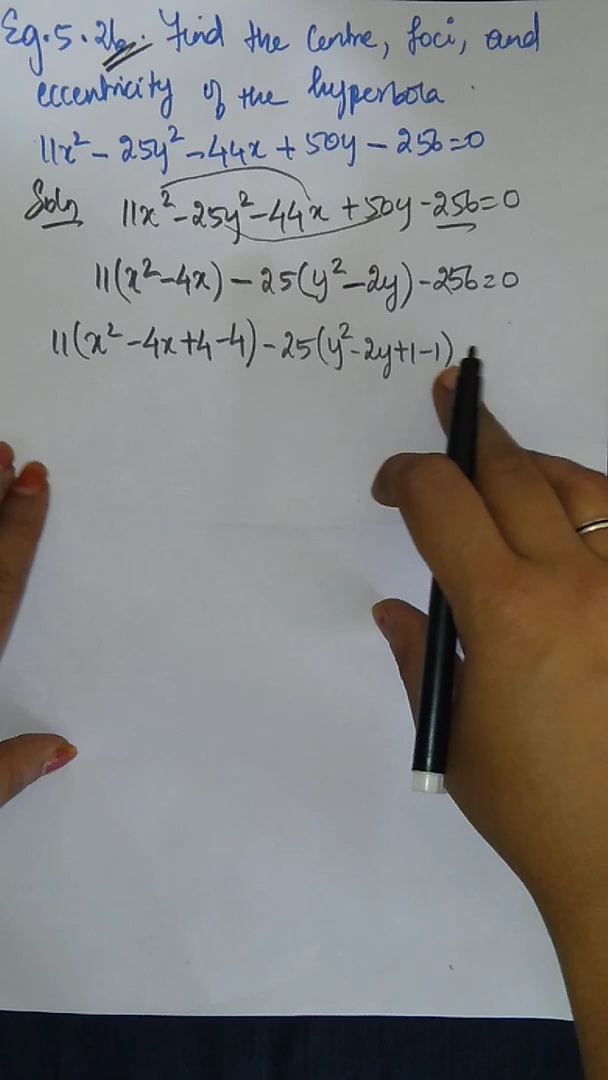 Eg.5.26. Find the Centre, foci, and
eccentricity of the hyperbola.
11x² - 25y² - 44x + 50y - 256 = 0
Soln 11x² - 25y² - 44x + 50y - 256 = 0
11(x² - 4x) - 25(y² - 2y) - 256 = 0
11(x² - 4x + 4 - 4) - 25(y² - 2y + 1 - 1)